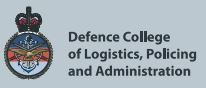 Defence College
of Logistics, Policing
and Administration